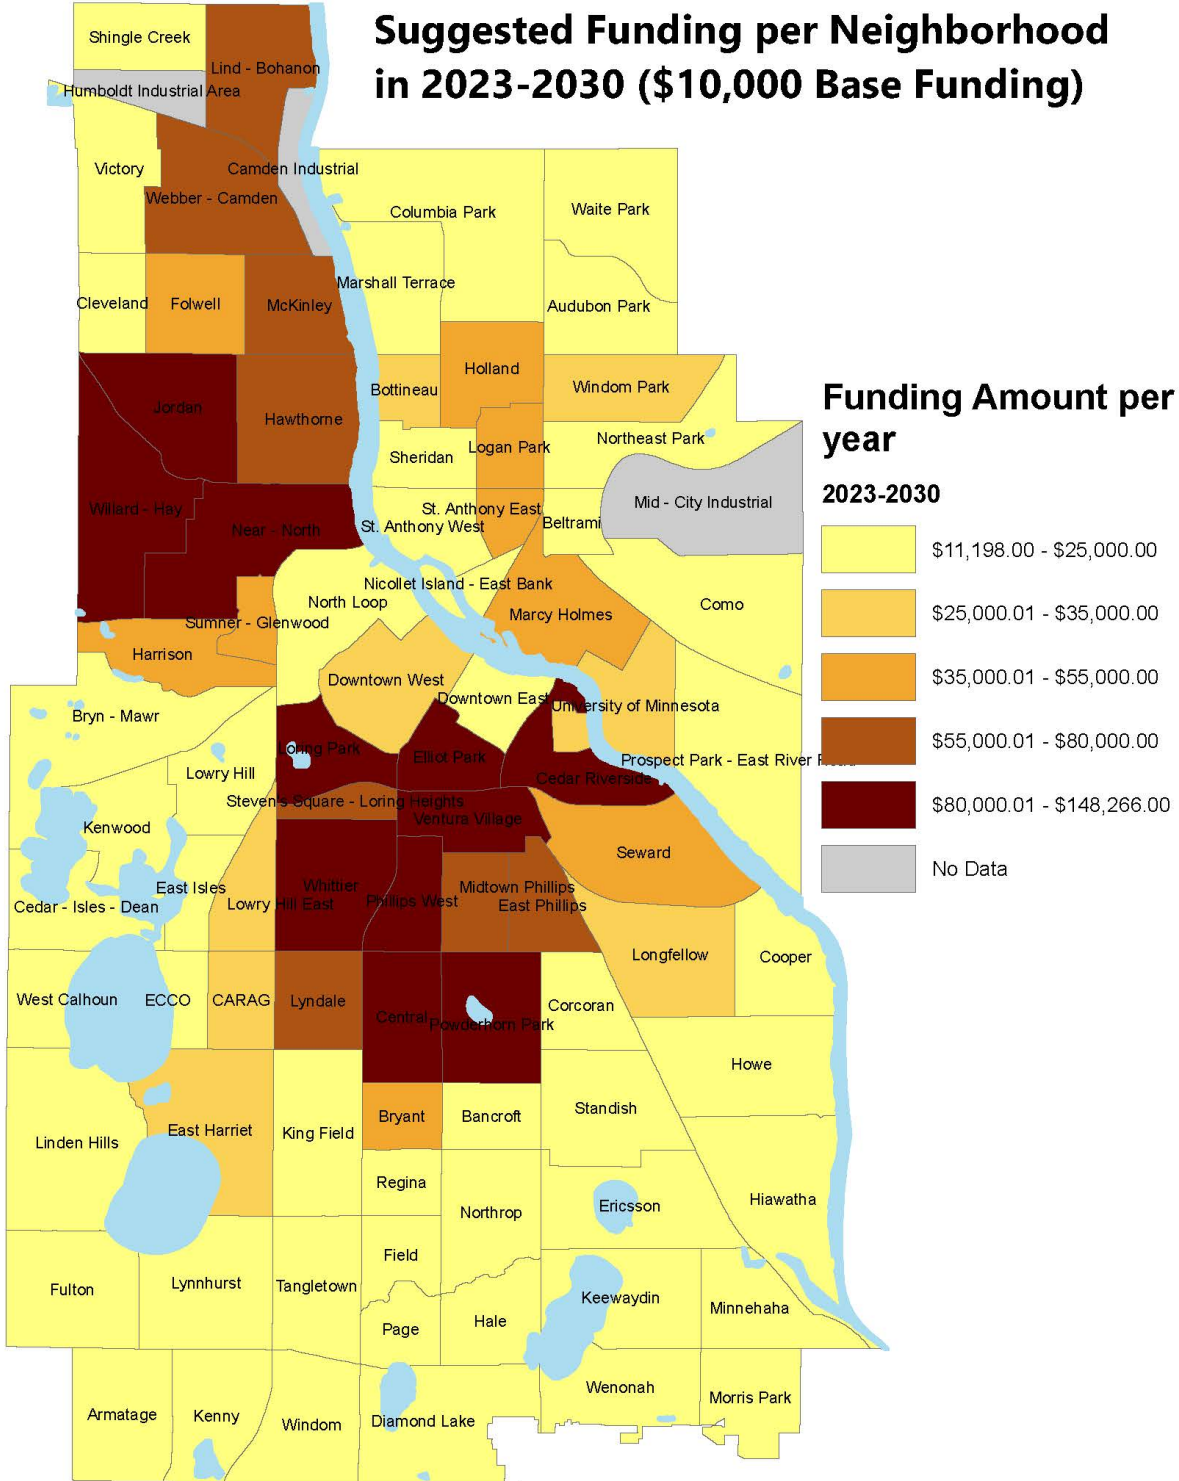 Suggested Funding per Neighborhood
in 2023-2030 ($10,000 Base Funding)
Shingle Creek
Lind - Bohanon
Humboldt Industrial Area
Victory
Camden Industrial
Webber - Camden
Columbia Park
Waite Park
Marshall Terrace
Cleveland
Folwell
McKinley
Audubon Park
Holland
Bottineau
Windom Park
Jordan
Hawthorne
Northeast Park
Logan Park
Sheridan
Willard - Hay
Near - North
St. Anthony East
St. Anthony West
Beltrami
Mid - City Industrial
Nicollet Island - East Bank
North Loop
Como
Marcy Holmes
Sumner - Glenwood
Harrison
Downtown West
Downtown East
University of Minnesota
Bryn - Mawr
Loring Park
Elliot Park
Cedar Riverside
Prospect Park - East River Road
Lowry Hill
Steven's Square - Loring Heights
Ventura Village
Kenwood
Seward
East Isles
Whittier
Midtown Phillips
Phillips West
East Phillips
Lowry Hill East
Cedar - Isles - Dean
Longfellow
Cooper
West Calhoun
ECCO
CARAG
Lyndale
Central
Powderhorn Park
Corcoran
Howe
Linden Hills
East Harriet
King Field
Bryant
Bancroft
Standish
Regina
Northrop
Ericsson
Hiawatha
Field
Fulton
Lynnhurst
Tangletown
Keewaydin
Minnehaha
Page
Hale
Wenonah
Morris Park
Armatage
Kenny
Windom
Diamond Lake
Funding Amount per
year
2023-2030
$11,198.00 - $25,000.00
$25,000.01 - $35,000.00
$35,000.01 - $55,000.00
$55,000.01 - $80,000.00
$80,000.01 - $148,266.00
No Data